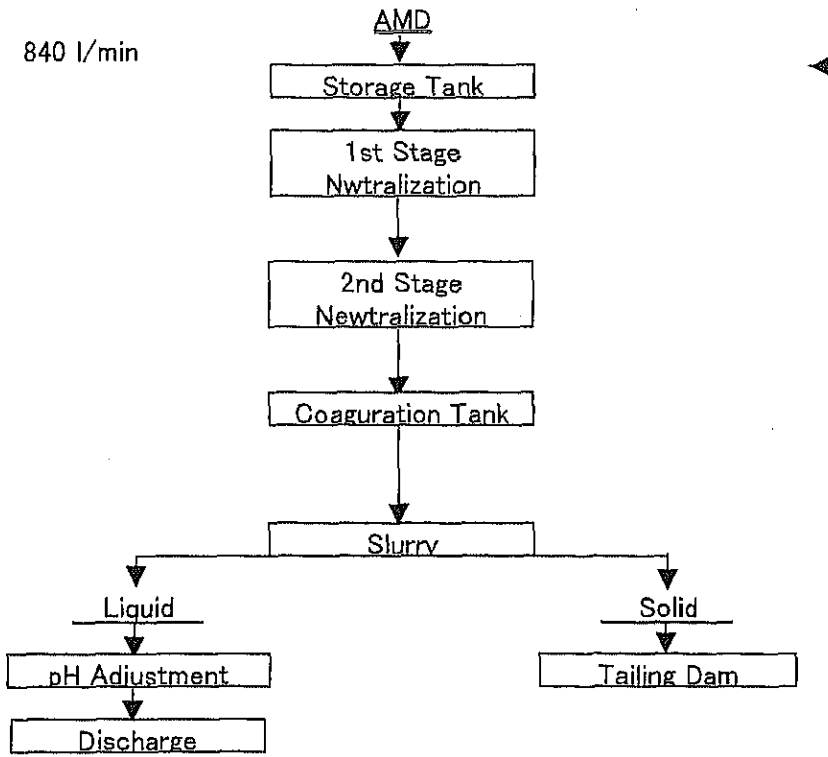 AMD
840 l/min
Storage Tank
1st Stage
Nwtralization
2nd Stage
Newtralization
Coaguration Tank
Slurry
Liquid
Solid
pH Adjustment
Tailing Dam
Discharge